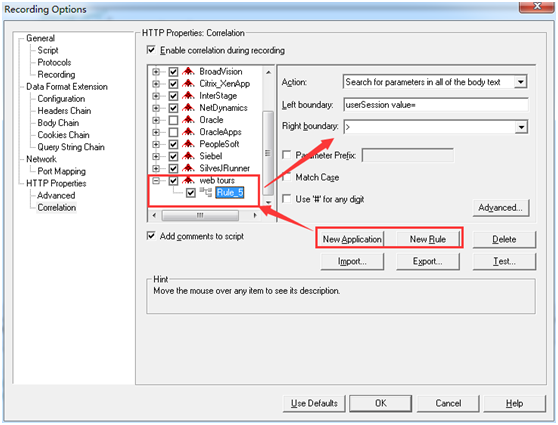 Recording Options
General
Script
Protocols
Recording
Data Format Extension
Configuration
Headers Chain
Body Chain
Cookies Chain
Query String Chain
Network
Port Mapping
HTTP Properties
Advanced
Correlation
HTTP Properties: Correlation
Enable correlation during recording
BroadVision
Citrix_XenApp
InterStage
NetDynamics
Oracle
OracleApps
PeopleSoft
Siebel
SilverJRunner
web tours
Rule_5
Action: Search for parameters in all of the body text
Left boundary: userSession value=
Right boundary: >
Parameter Prefix:
Match Case
Use '#' for any digit
Advanced...
Add comments to script
New Application New Rule Delete
Import... Export... Test...
Hint
Move the mouse over any item to see its description.
Use Defaults OK Cancel Help